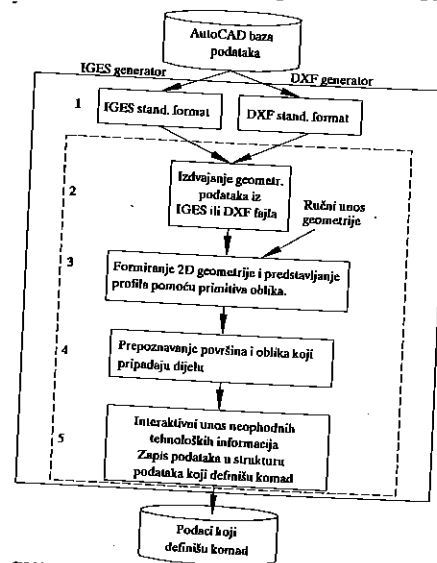 AutoCAD baza
podataka
IGES generator
DXF generator
1
IGES stand. format
DXF stand. format
2
Izdvajanje geometr.
podataka iz
IGES ili DXF fajla
Ručni unos
geometrije
3
Formiranje 2D geometrije i predstavljanje
profila pomoću primitiva oblika.
4
Prepoznavanje površina i oblika koji
pripadaju dijelu
5
Interaktivni unos neophodnih
tehnoloških informacija
Zapis podataka u strukturu
podataka koji definišu komad
Podaci koji
definišu komad